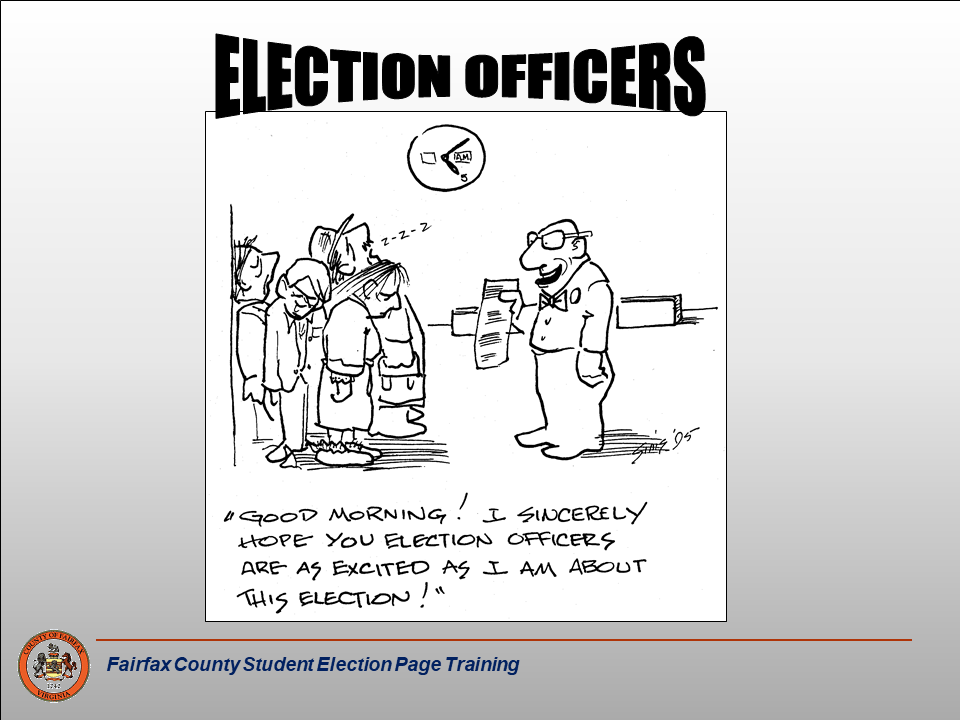 ELECTION OFFICERS
AM
5
z-z-z
SIMS '95
"GOOD MORNING! I SINCERELY
HOPE YOU ELECTION OFFICERS
ARE AS EXCITED AS I AM ABOUT
THIS ELECTION!"
COUNTY OF FAIRFAX
1742
VIRGINIA
Fairfax County Student Election Page Training